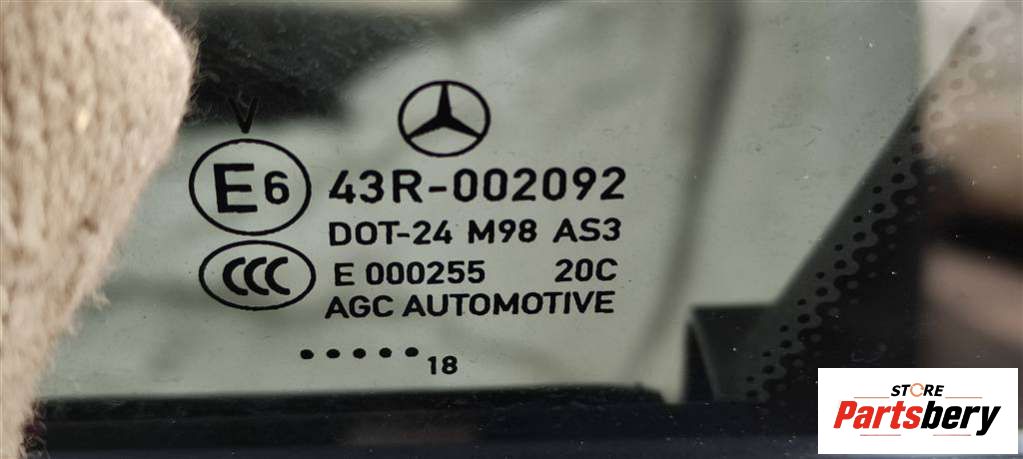 V
E6 43R-002092
DOT-24 M98 AS3
CCC E 000255 20C
AGC AUTOMOTIVE
•••••18
STORE
Partsbery